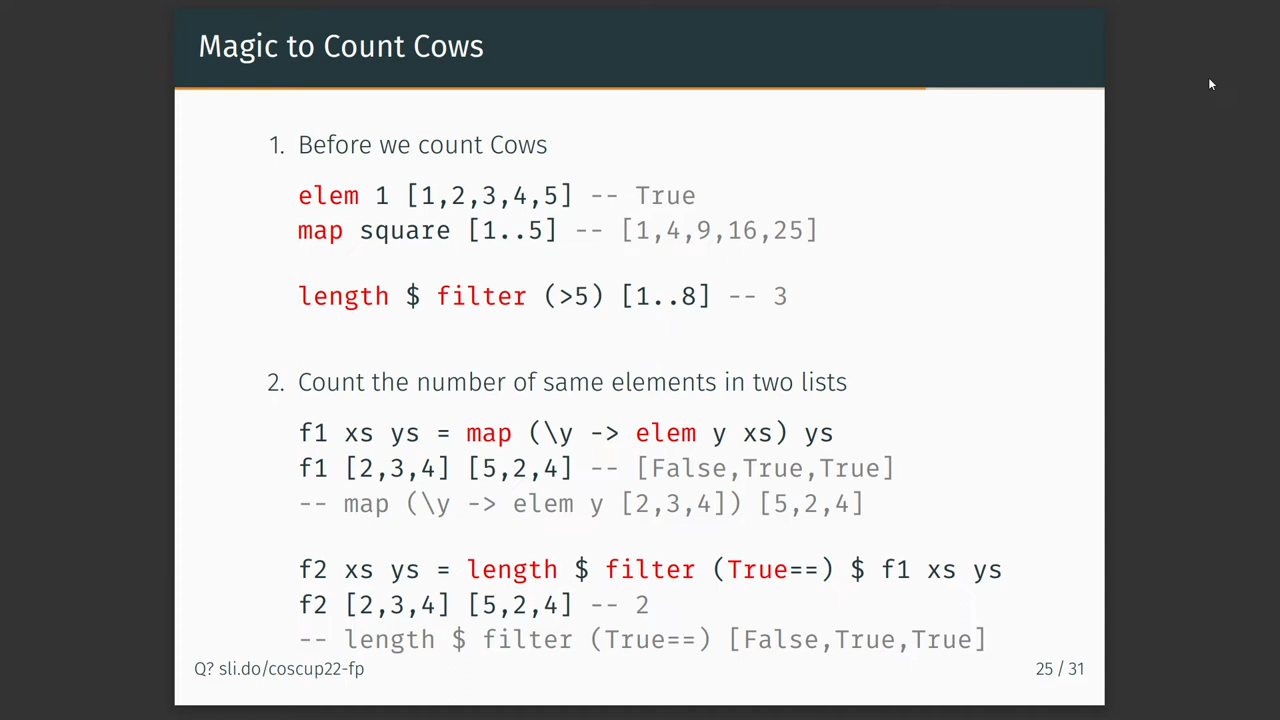 Magic to Count Cows
1. Before we count Cows
elem 1 [1,2,3,4,5] -- True
map square [1..5] -- [1,4,9,16,25]
length $ filter (>5) [1..8] -- 3
2. Count the number of same elements in two lists
f1 xs ys = map (\y -> elem y xs) ys
f1 [2,3,4] [5,2,4] -- [False,True,True]
-- map (\y -> elem y [2,3,4]) [5,2,4]
f2 xs ys = length $ filter (True==) $ f1 xs ys
f2 [2,3,4] [5,2,4] -- 2
-- length $ filter (True==) [False,True,True]
Q? sli.do/coscup22-fp
25 / 31